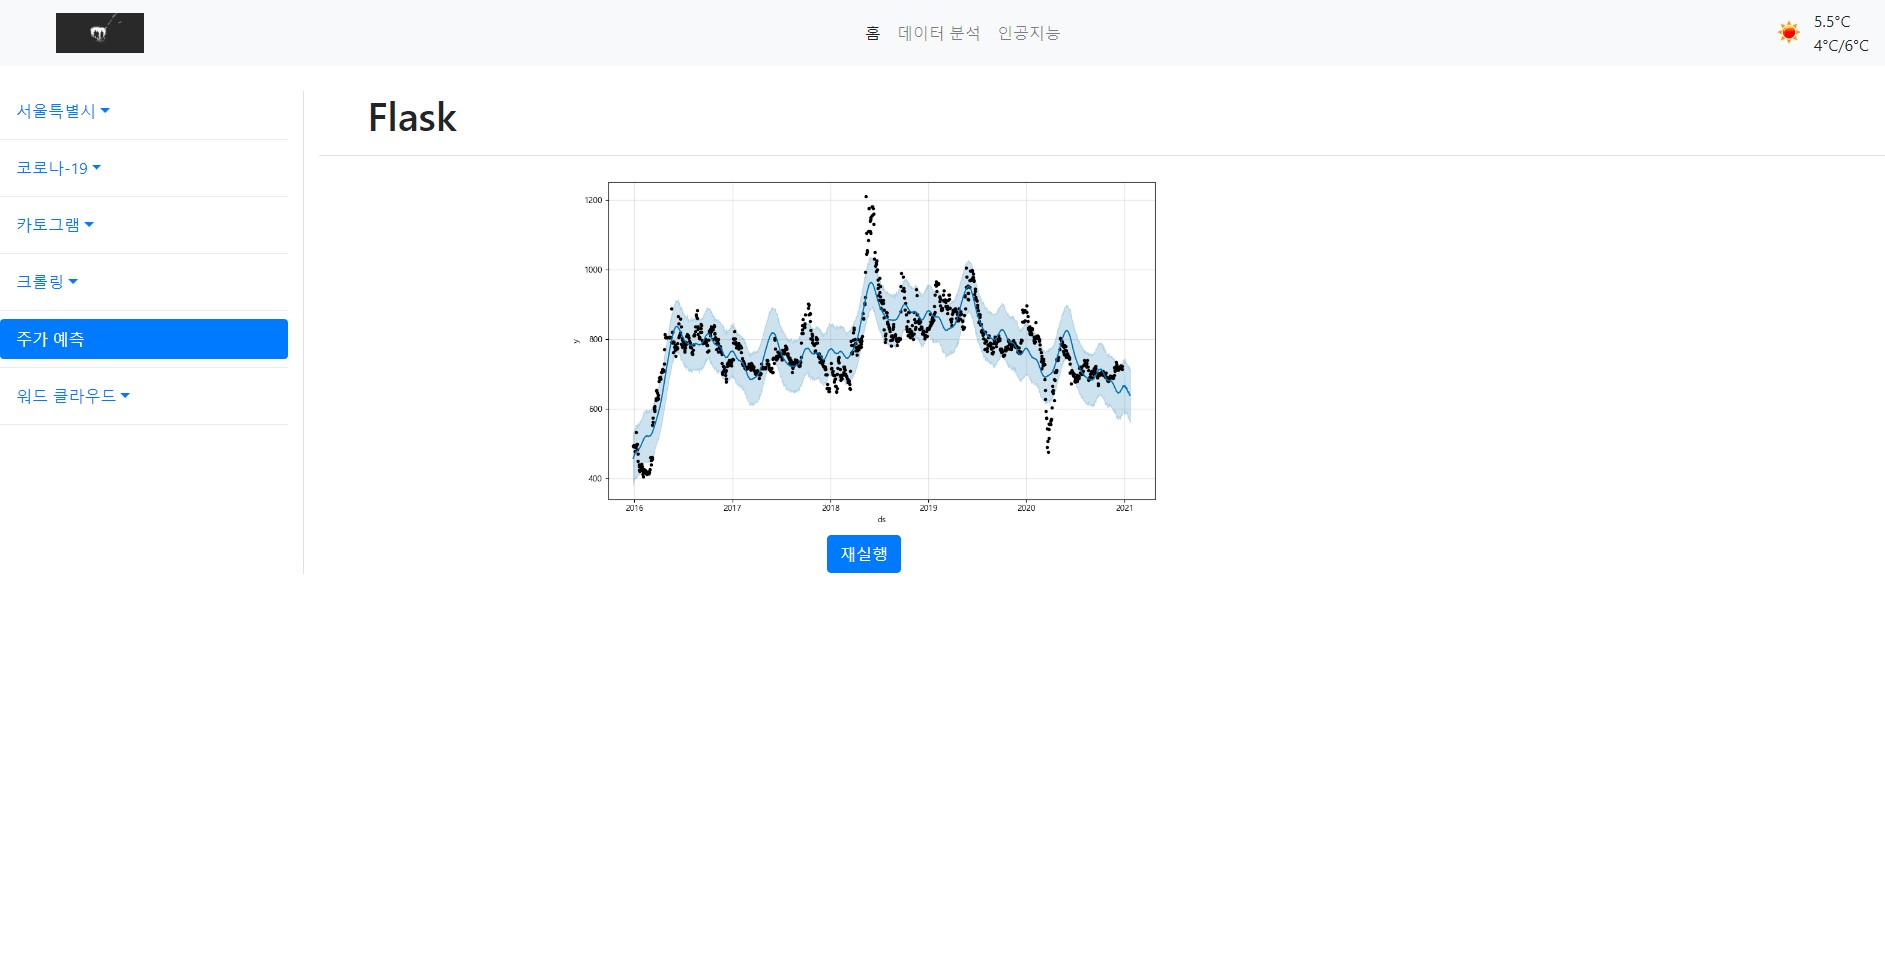 홈 데이터 분석 인공지능
5.5°C
4°C/6°C
서울특별시
코로나-19
카토그램
크롤링
주가 예측
워드 클라우드
Flask
1200
1000
800
600
400
y
2016 2017 2018 2019 2020 2021
ds
재실행